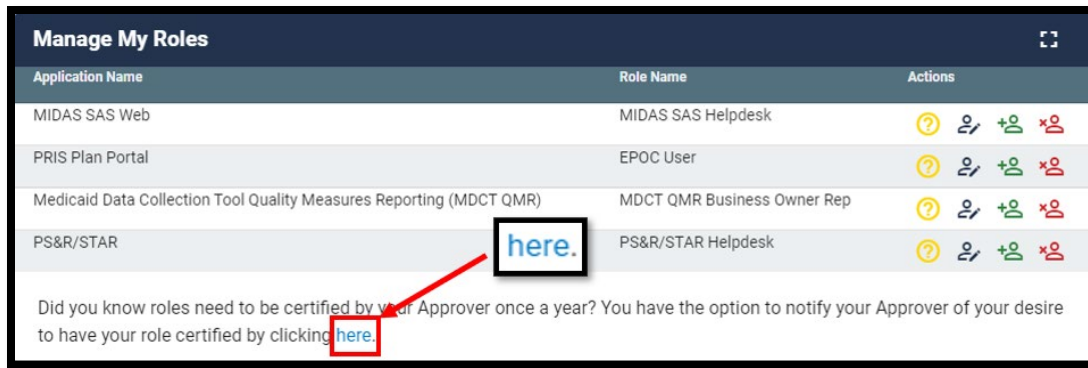 Manage My Roles
Application Name Role Name Actions
MIDAS SAS Web MIDAS SAS Helpdesk
PRIS Plan Portal EPOC User
Medicaid Data Collection Tool Quality Measures Reporting (MDCT QMR) MDCT QMR Business Owner Rep
PS&R/STAR PS&R/STAR Helpdesk
here.
Did you know roles need to be certified by your Approver once a year? You have the option to notify your Approver of your desire
to have your role certified by clicking here.